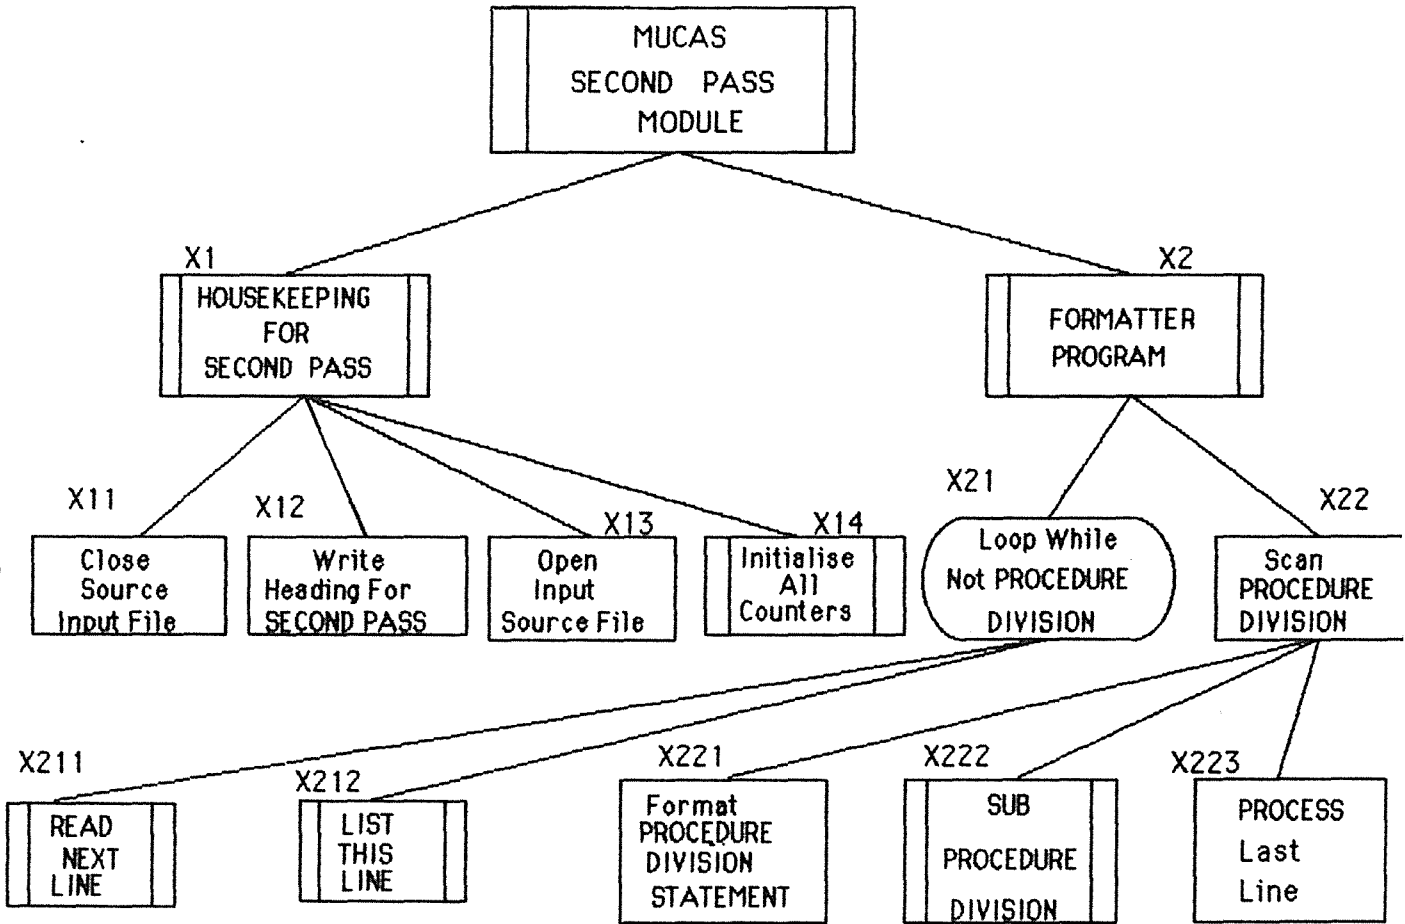 MUCAS
SECOND PASS
MODULE
X1
HOUSEKEEPING
FOR
SECOND PASS
X2
FORMATTER
PROGRAM
X11
Close
Source
Input File
X12
Write
Heading For
SECOND PASS
X13
Open
Input
Source File
X14
Initialise
All
Counters
X21
Loop While
Not PROCEDURE
DIVISION
X22
Scan
PROCEDURE
DIVISION
X211
READ
NEXT
LINE
X212
LIST
THIS
LINE
X221
Format
PROCEDURE
DIVISION
STATEMENT
X222
SUB
PROCEDURE
DIVISION
X223
PROCESS
Last
Line